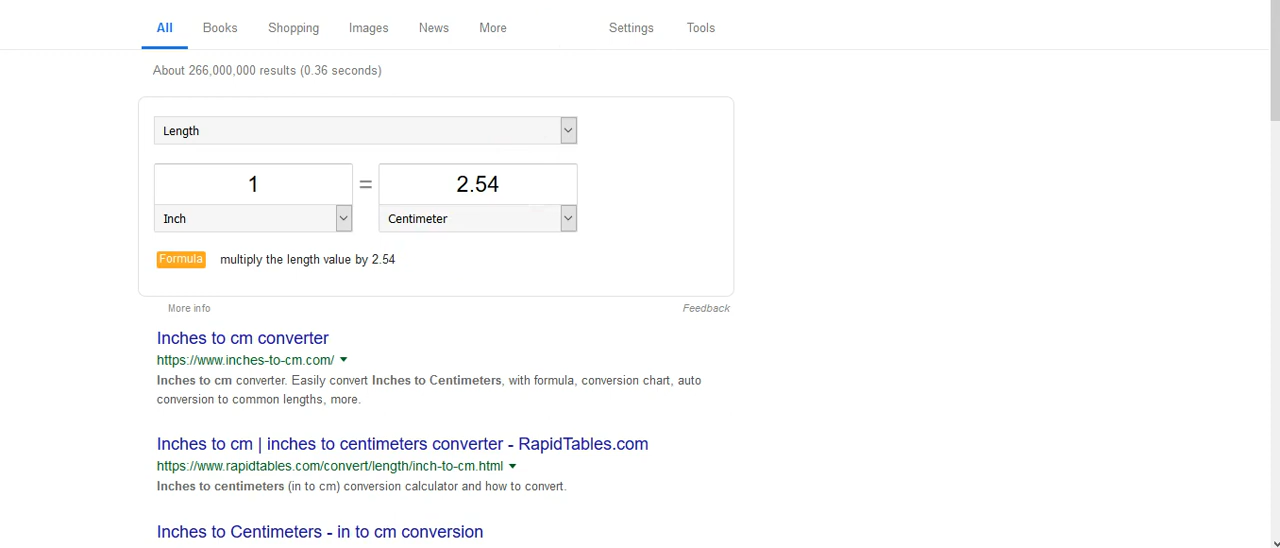 All Books Shopping Images News More Settings Tools
About 266,000,000 results (0.36 seconds)
Length
1 = 2.54
Inch Centimeter
Formula multiply the length value by 2.54
More info Feedback
Inches to cm converter
https://www.inches-to-cm.com/
Inches to cm converter. Easily convert Inches to Centimeters, with formula, conversion chart, auto
conversion to common lengths, more.
Inches to cm | inches to centimeters converter - RapidTables.com
https://www.rapidtables.com/convert/length/inch-to-cm.html
Inches to centimeters (in to cm) conversion calculator and how to convert.
Inches to Centimeters - in to cm conversion